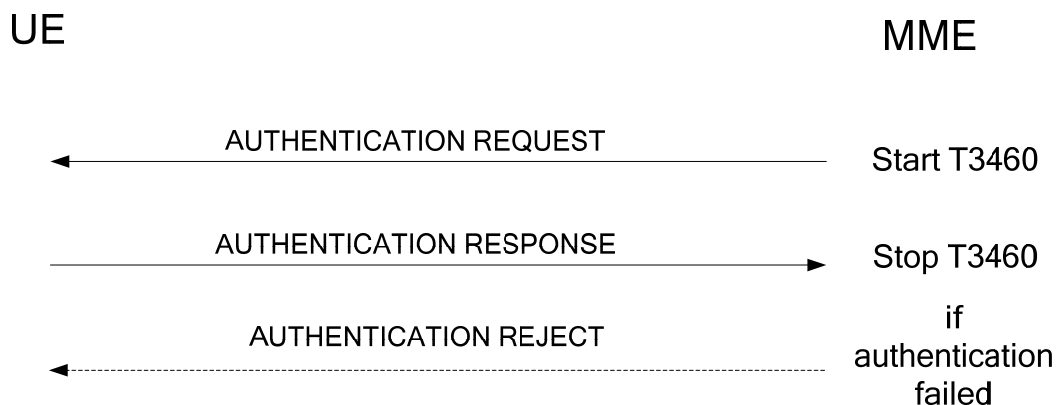 UE
MME
AUTHENTICATION REQUEST
Start T3460
AUTHENTICATION RESPONSE
Stop T3460
AUTHENTICATION REJECT
if
authentication
failed